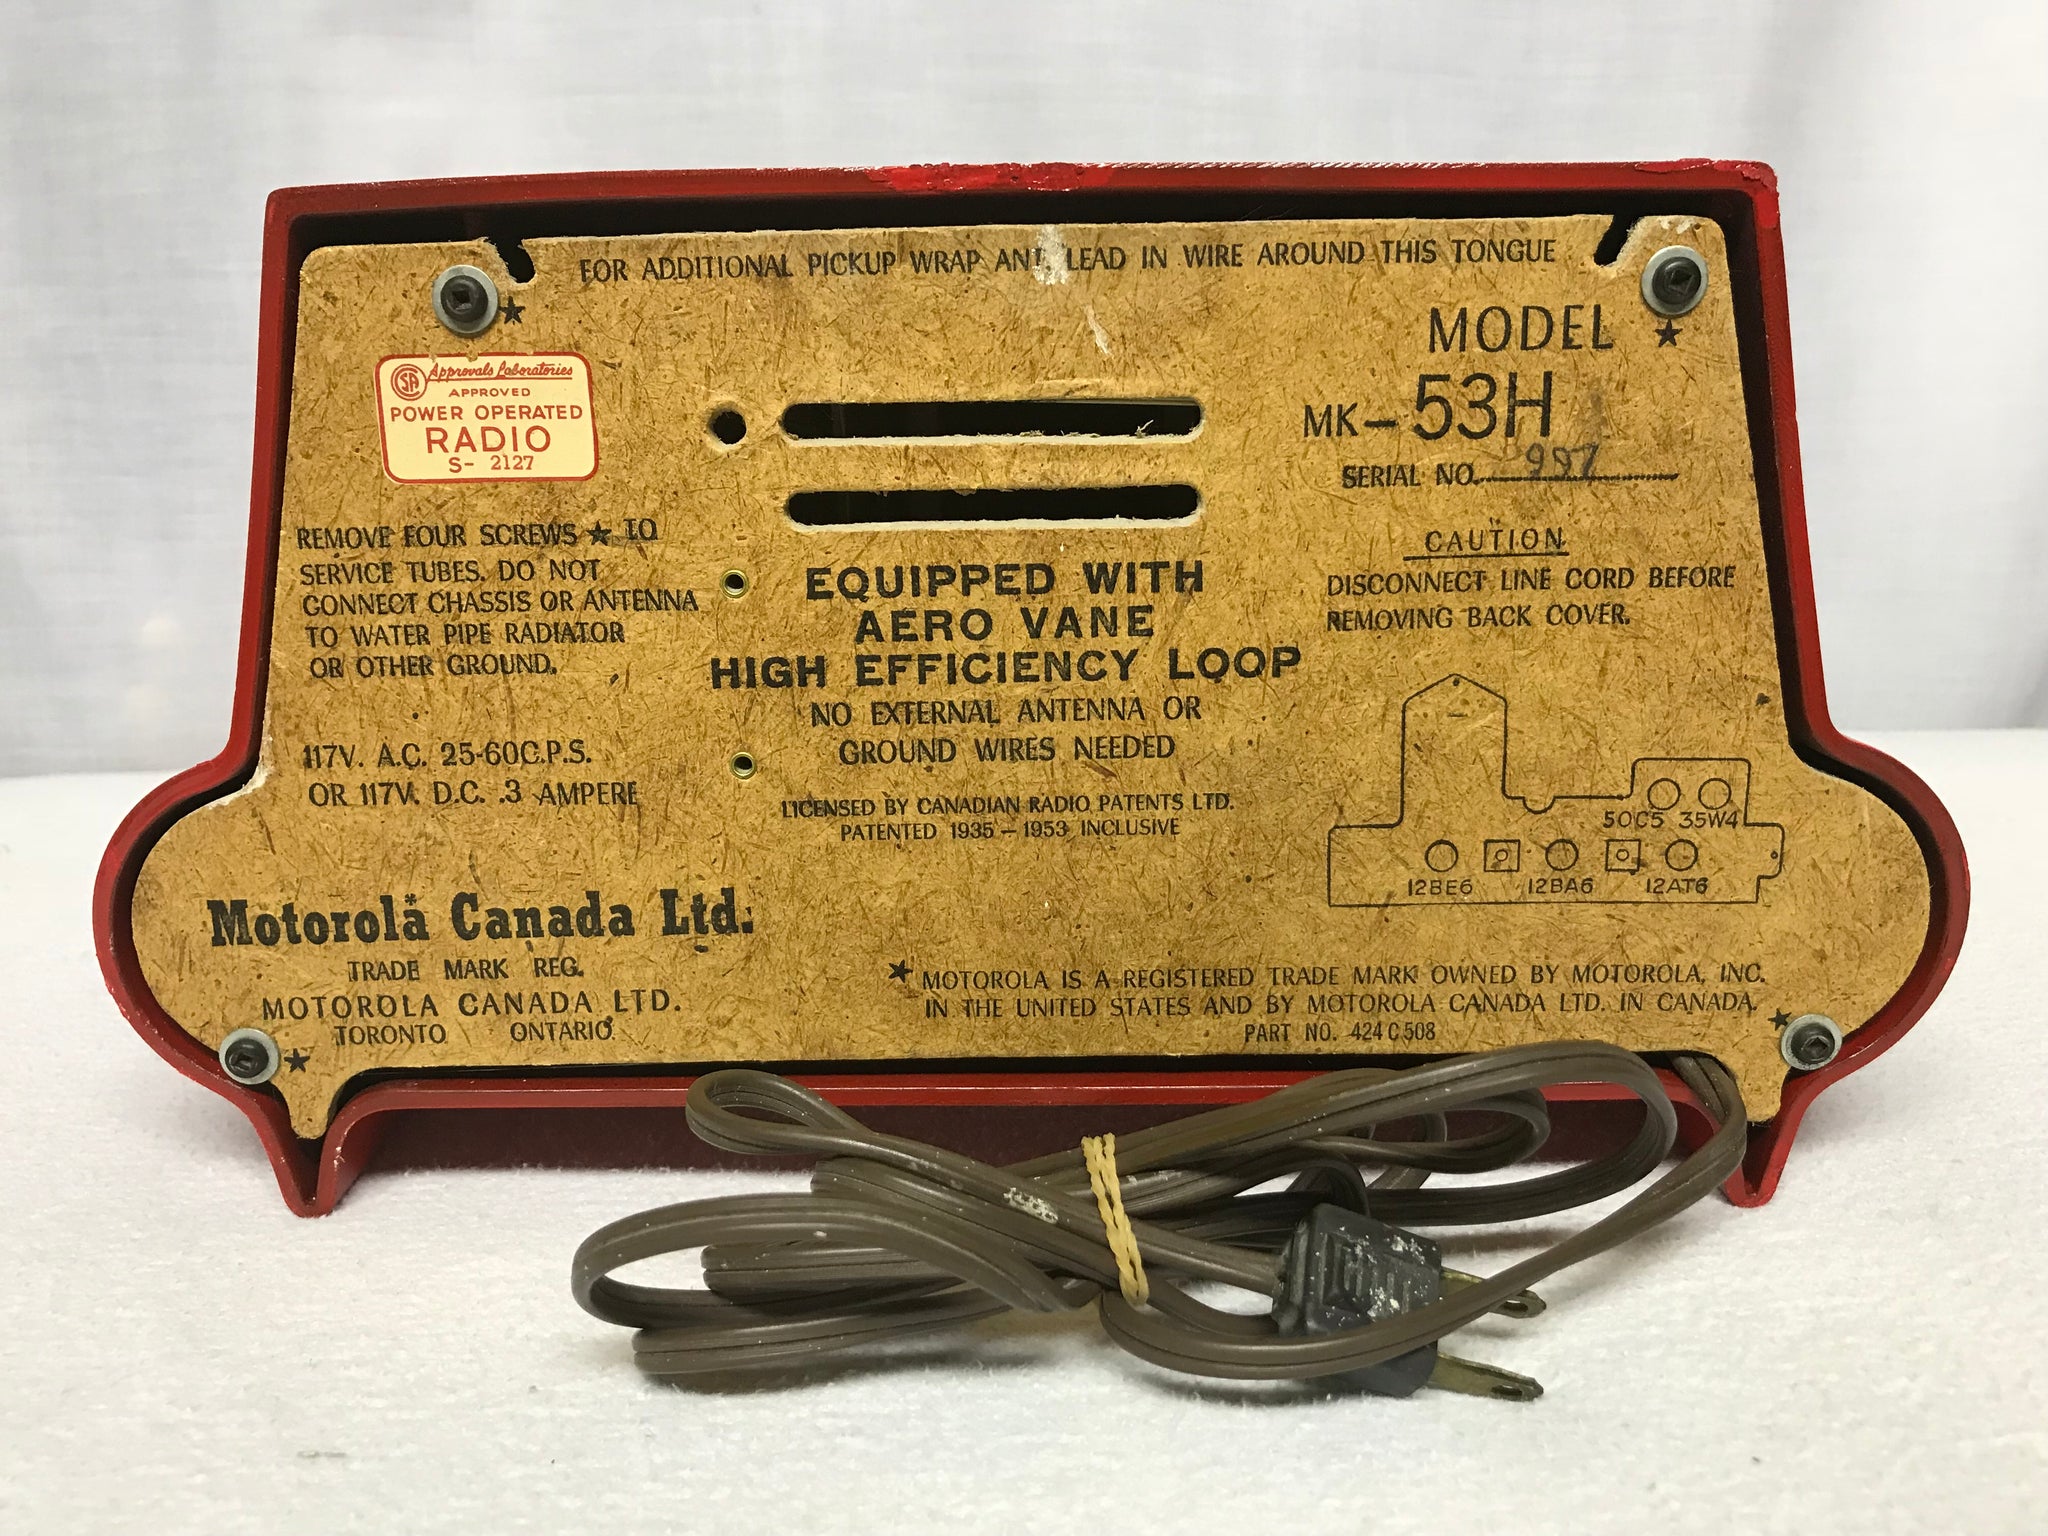 FOR ADDITIONAL PICKUP WRAP ANT. LEAD IN WIRE AROUND THIS TONGUE
MODEL ★
MK-53H
SERIAL NO. 997
CSA Approvals Laboratories
APPROVED
POWER OPERATED
RADIO
S- 2127
REMOVE FOUR SCREWS ★ TO
SERVICE TUBES. DO NOT
CONNECT CHASSIS OR ANTENNA
TO WATER PIPE RADIATOR
OR OTHER GROUND.
117V. A.C. 25-60C.P.S.
OR 117V. D.C. .3 AMPERE
EQUIPPED WITH
AERO VANE
HIGH EFFICIENCY LOOP
NO EXTERNAL ANTENNA OR
GROUND WIRES NEEDED
LICENSED BY CANADIAN RADIO PATENTS LTD.
PATENTED 1935 – 1953 INCLUSIVE
CAUTION
DISCONNECT LINE CORD BEFORE
REMOVING BACK COVER.
50C5 35W4
12BE6 12BA6 12AT6
Motorola* Canada Ltd.
TRADE MARK REG.
MOTOROLA CANADA LTD.
TORONTO ONTARIO
★ MOTOROLA IS A REGISTERED TRADE MARK OWNED BY MOTOROLA, INC.
IN THE UNITED STATES AND BY MOTOROLA CANADA LTD. IN CANADA.
PART NO. 424C508